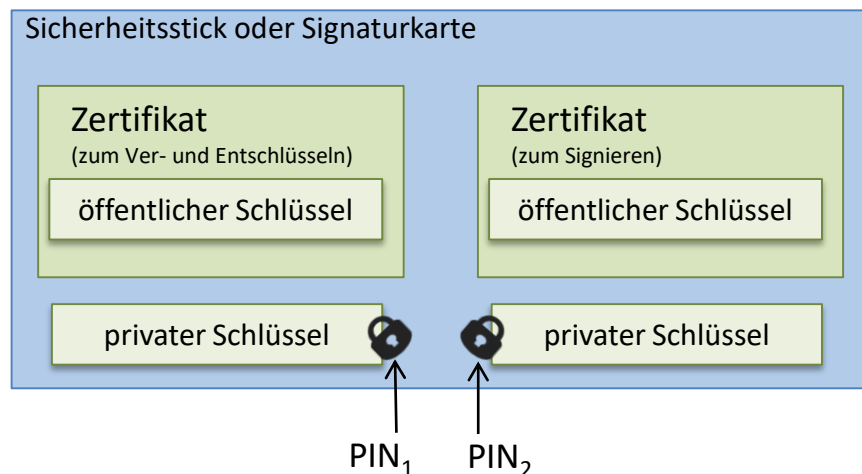 Sicherheitsstick oder Signaturkarte
Zertifikat
(zum Ver- und Entschlüsseln)
öffentlicher Schlüssel
privater Schlüssel
Zertifikat
(zum Signieren)
öffentlicher Schlüssel
privater Schlüssel
PIN₁
PIN₂